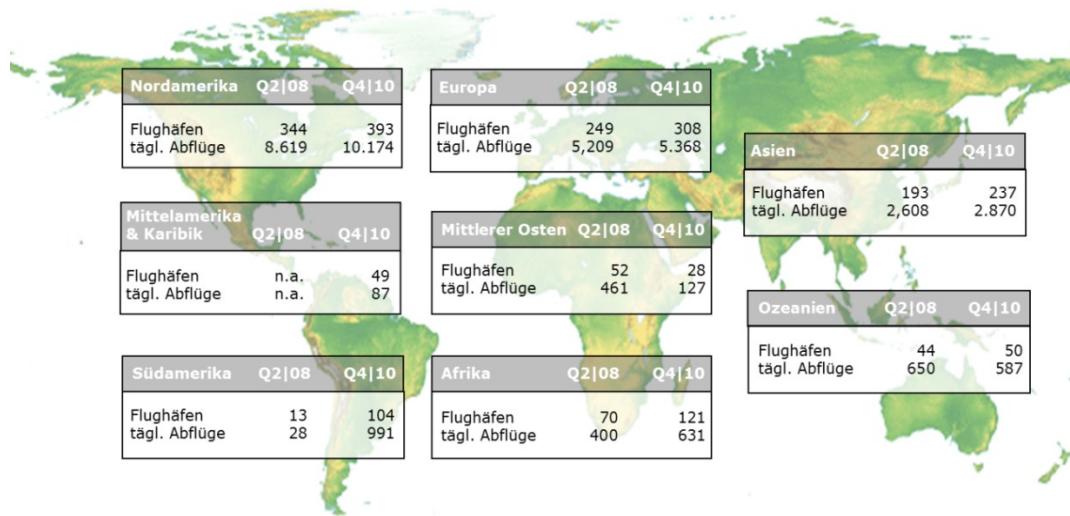 Nordamerika Q2|08 Q4|10
Flughäfen 344 393
tägl. Abflüge 8.619 10.174
Europa Q2|08 Q4|10
Flughäfen 249 308
tägl. Abflüge 5,209 5.368
Asien Q2|08 Q4|10
Flughäfen 193 237
tägl. Abflüge 2,608 2.870
Mittelamerika
& Karibik Q2|08 Q4|10
Flughäfen n.a. 49
tägl. Abflüge n.a. 87
Mittlerer Osten Q2|08 Q4|10
Flughäfen 52 28
tägl. Abflüge 461 127
Ozeanien Q2|08 Q4|10
Flughäfen 44 50
tägl. Abflüge 650 587
Südamerika Q2|08 Q4|10
Flughäfen 13 104
tägl. Abflüge 28 991
Afrika Q2|08 Q4|10
Flughäfen 70 121
tägl. Abflüge 400 631